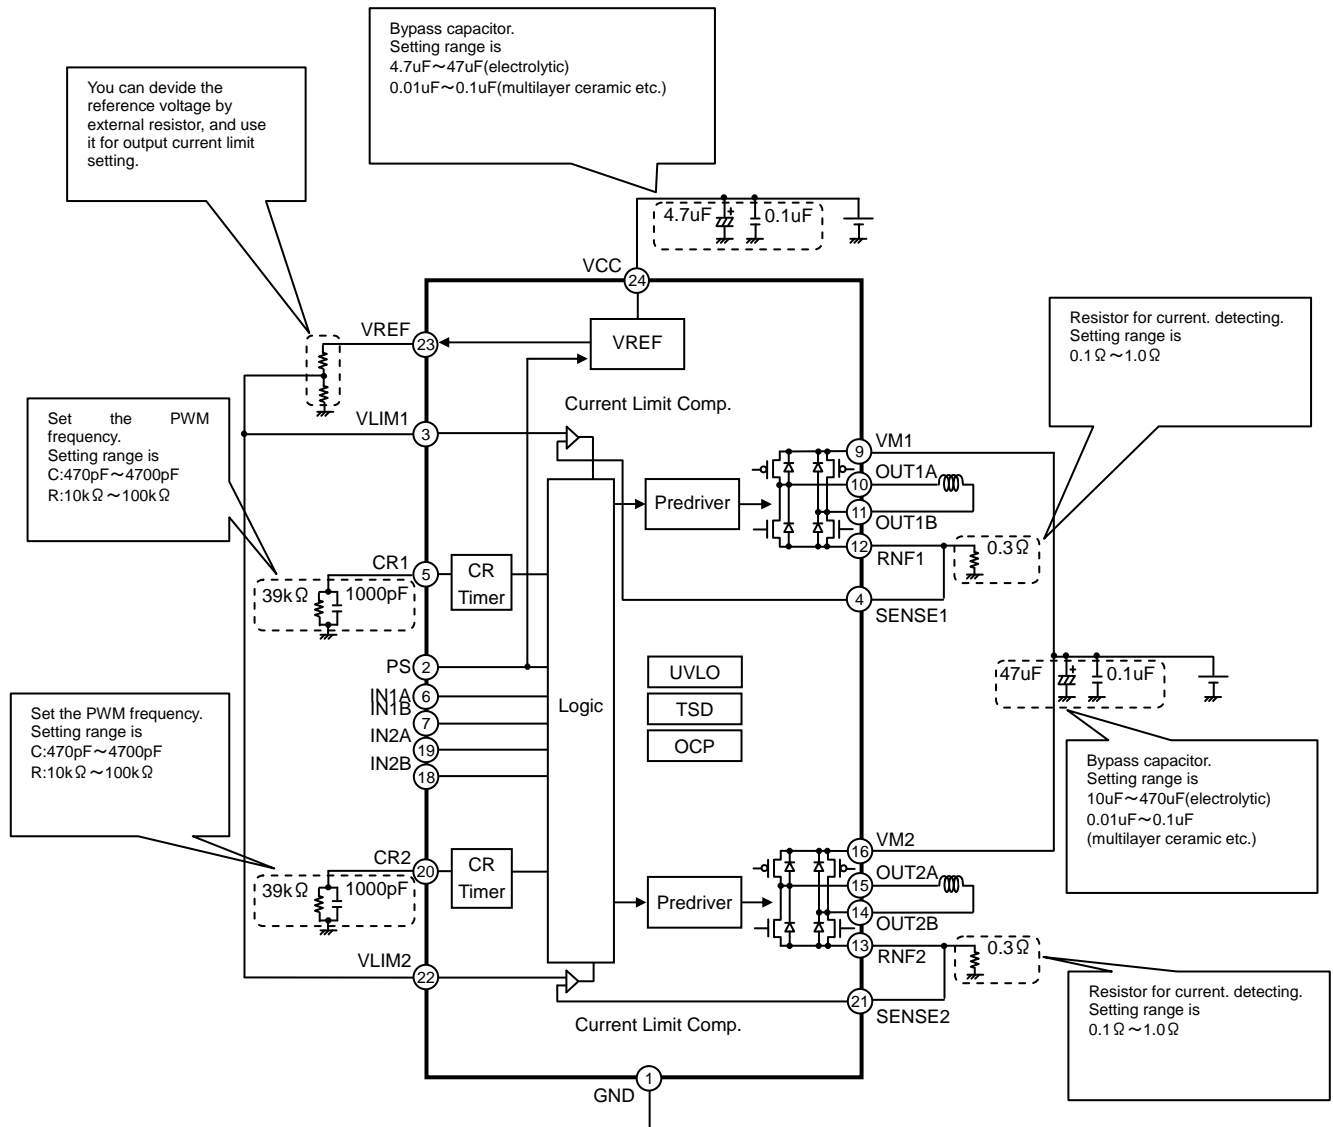 Bypass capacitor.
Setting range is
4.7uF～47uF(electrolytic)
0.01uF～0.1uF(multilayer ceramic etc.)
You can devide the
reference voltage by
external resistor, and use
it for output current limit
setting.
4.7uF
+
0.1uF
VCC
24
VREF
23
VREF
Resistor for current. detecting.
Setting range is
0.1Ω～1.0Ω
Set the PWM
frequency.
Setting range is
C:470pF～4700pF
R:10kΩ～100kΩ
Current Limit Comp.
VLIM1
3
9
VM1
OUT1A
10
Predriver
11
OUT1B
12
RNF1
0.3Ω
CR1
5
CR
Timer
39kΩ
1000pF
4
SENSE1
PS
2
IN1A
6
IN1B
7
IN2A
19
IN2B
18
Logic
UVLO
TSD
OCP
47uF
+
0.1uF
Set the PWM frequency.
Setting range is
C:470pF～4700pF
R:10kΩ～100kΩ
Bypass capacitor.
Setting range is
10uF～470uF(electrolytic)
0.01uF～0.1uF
(multilayer ceramic etc.)
CR2
20
CR
Timer
39kΩ
1000pF
16
VM2
OUT2A
15
Predriver
14
OUT2B
13
RNF2
0.3Ω
VLIM2
22
21
SENSE2
Current Limit Comp.
Resistor for current. detecting.
Setting range is
0.1Ω～1.0Ω
1
GND